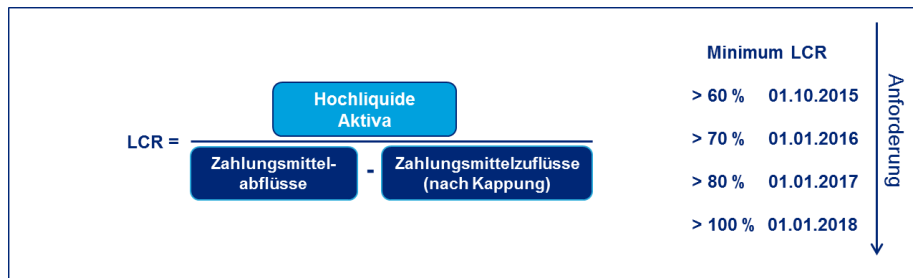 LCR =
Hochliquide
Aktiva
Zahlungsmittel-
abflüsse
-
Zahlungsmittelzuflüsse
(nach Kappung)
Minimum LCR
> 60 % 01.10.2015
> 70 % 01.01.2016
> 80 % 01.01.2017
> 100 % 01.01.2018
Anforderung